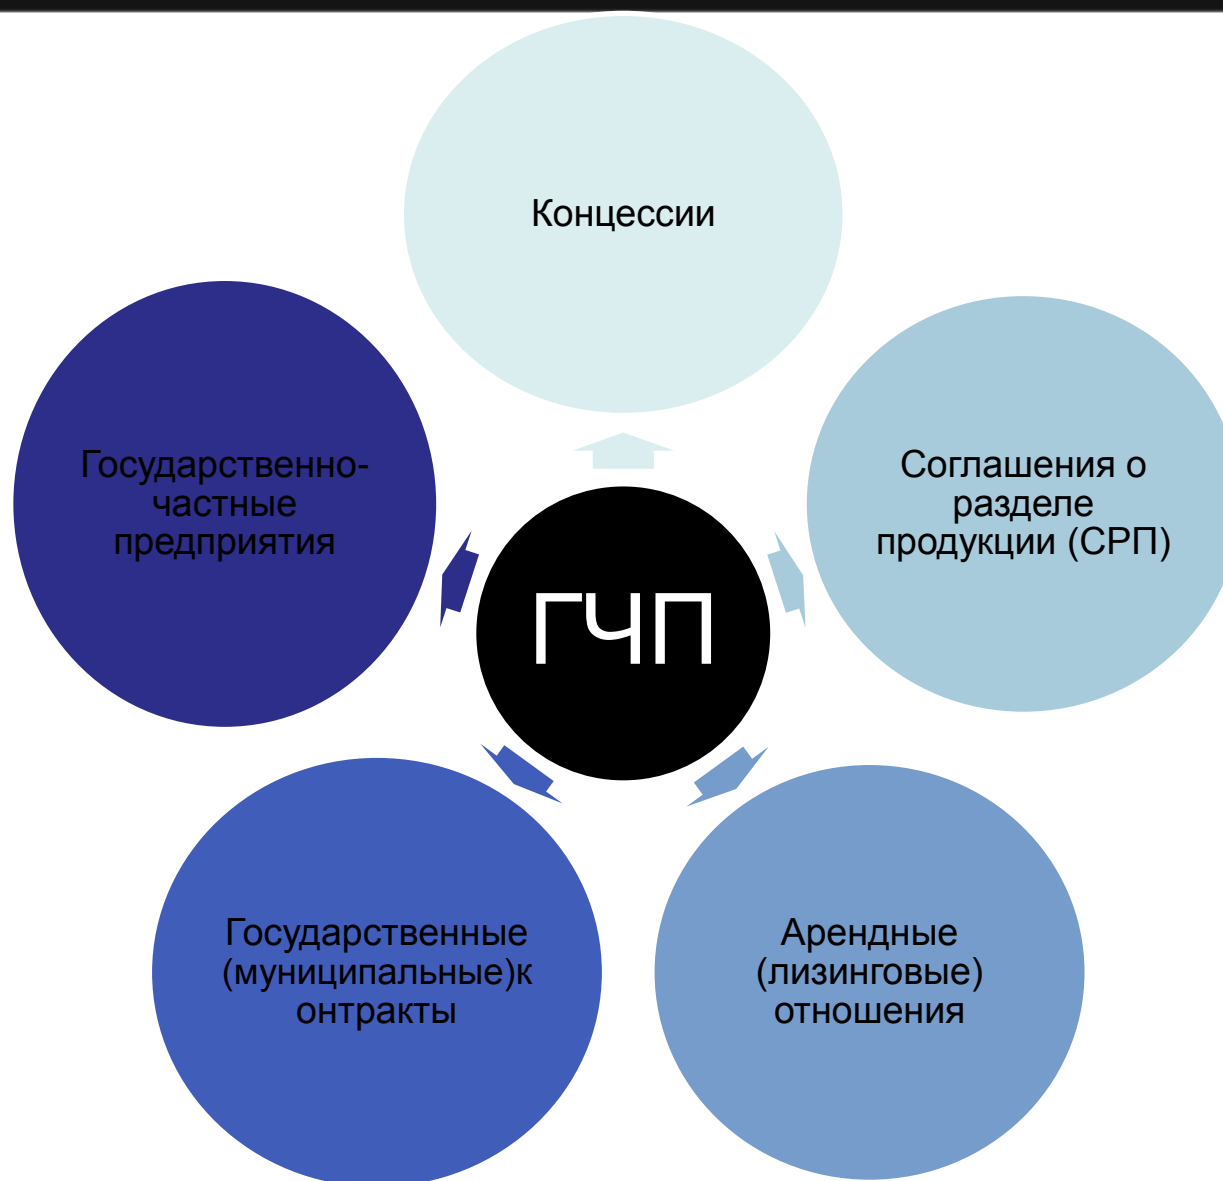 Концессии
Соглашения о
разделе
продукции (СРП)
Арендные
(лизинговые)
отношения
Государственные
(муниципальные)к
онтракты
Государственно-
частные
предприятия
ГЧП